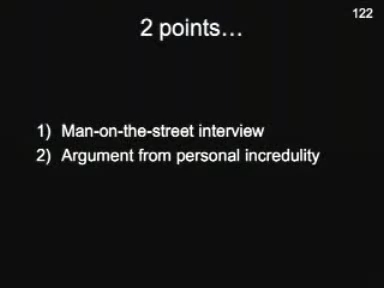 122
2 points…
1) Man-on-the-street interview
2) Argument from personal incredulity